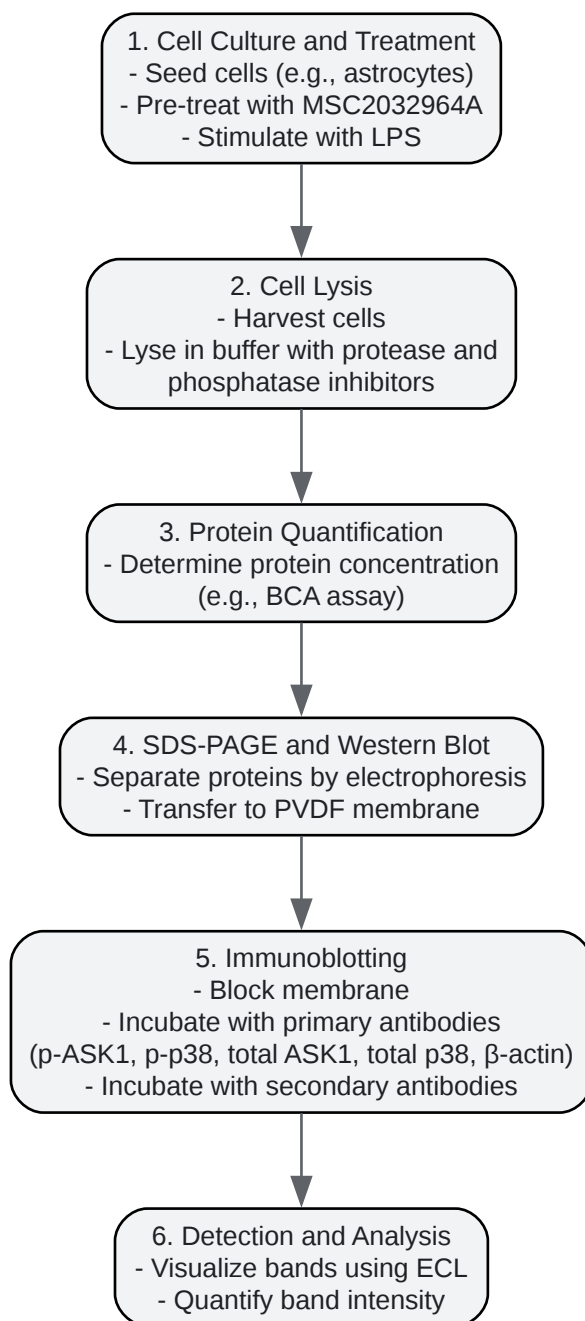 1. Cell Culture and Treatment
- Seed cells (e.g., astrocytes)
- Pre-treat with MSC2032964A
- Stimulate with LPS
2. Cell Lysis
- Harvest cells
- Lyse in buffer with protease and
phosphatase inhibitors
3. Protein Quantification
- Determine protein concentration
(e.g., BCA assay)
4. SDS-PAGE and Western Blot
- Separate proteins by electrophoresis
- Transfer to PVDF membrane
5. Immunoblotting
- Block membrane
- Incubate with primary antibodies
(p-ASK1, p-p38, total ASK1, total p38, β-actin)
- Incubate with secondary antibodies
6. Detection and Analysis
- Visualize bands using ECL
- Quantify band intensity